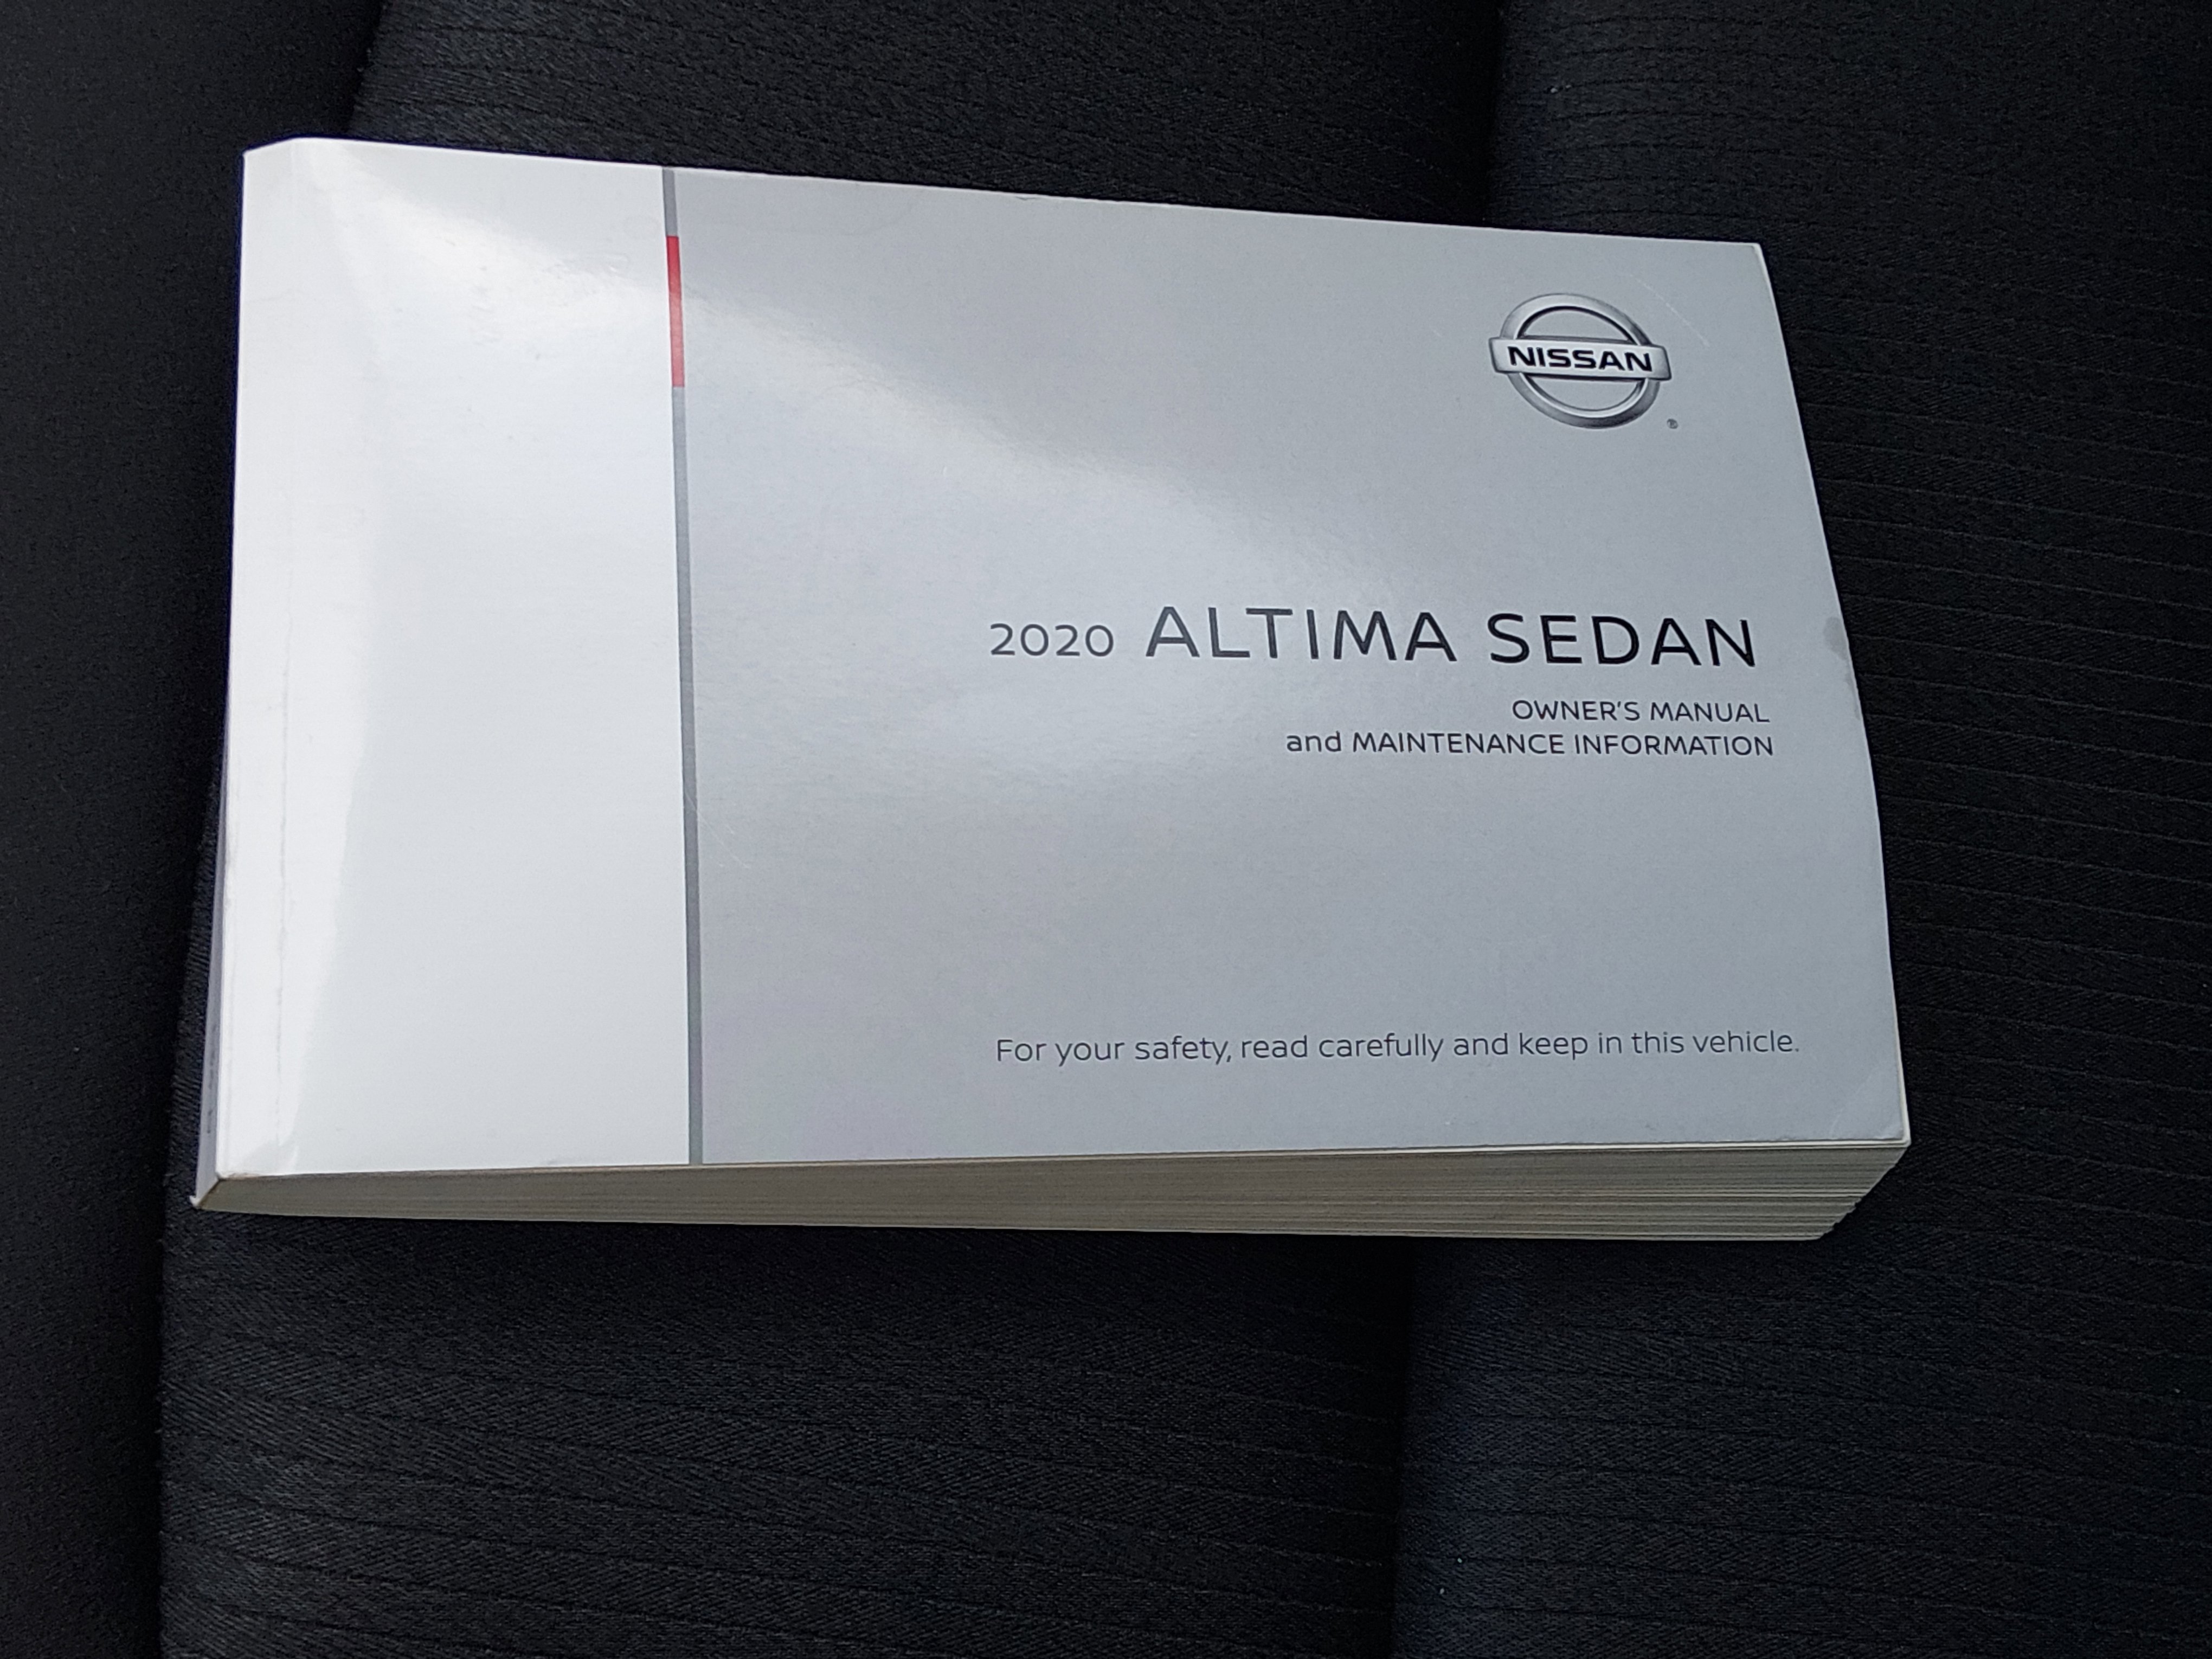 NISSAN
®
2020 ALTIMA SEDAN
OWNER'S MANUAL
and MAINTENANCE INFORMATION
For your safety, read carefully and keep in this vehicle.